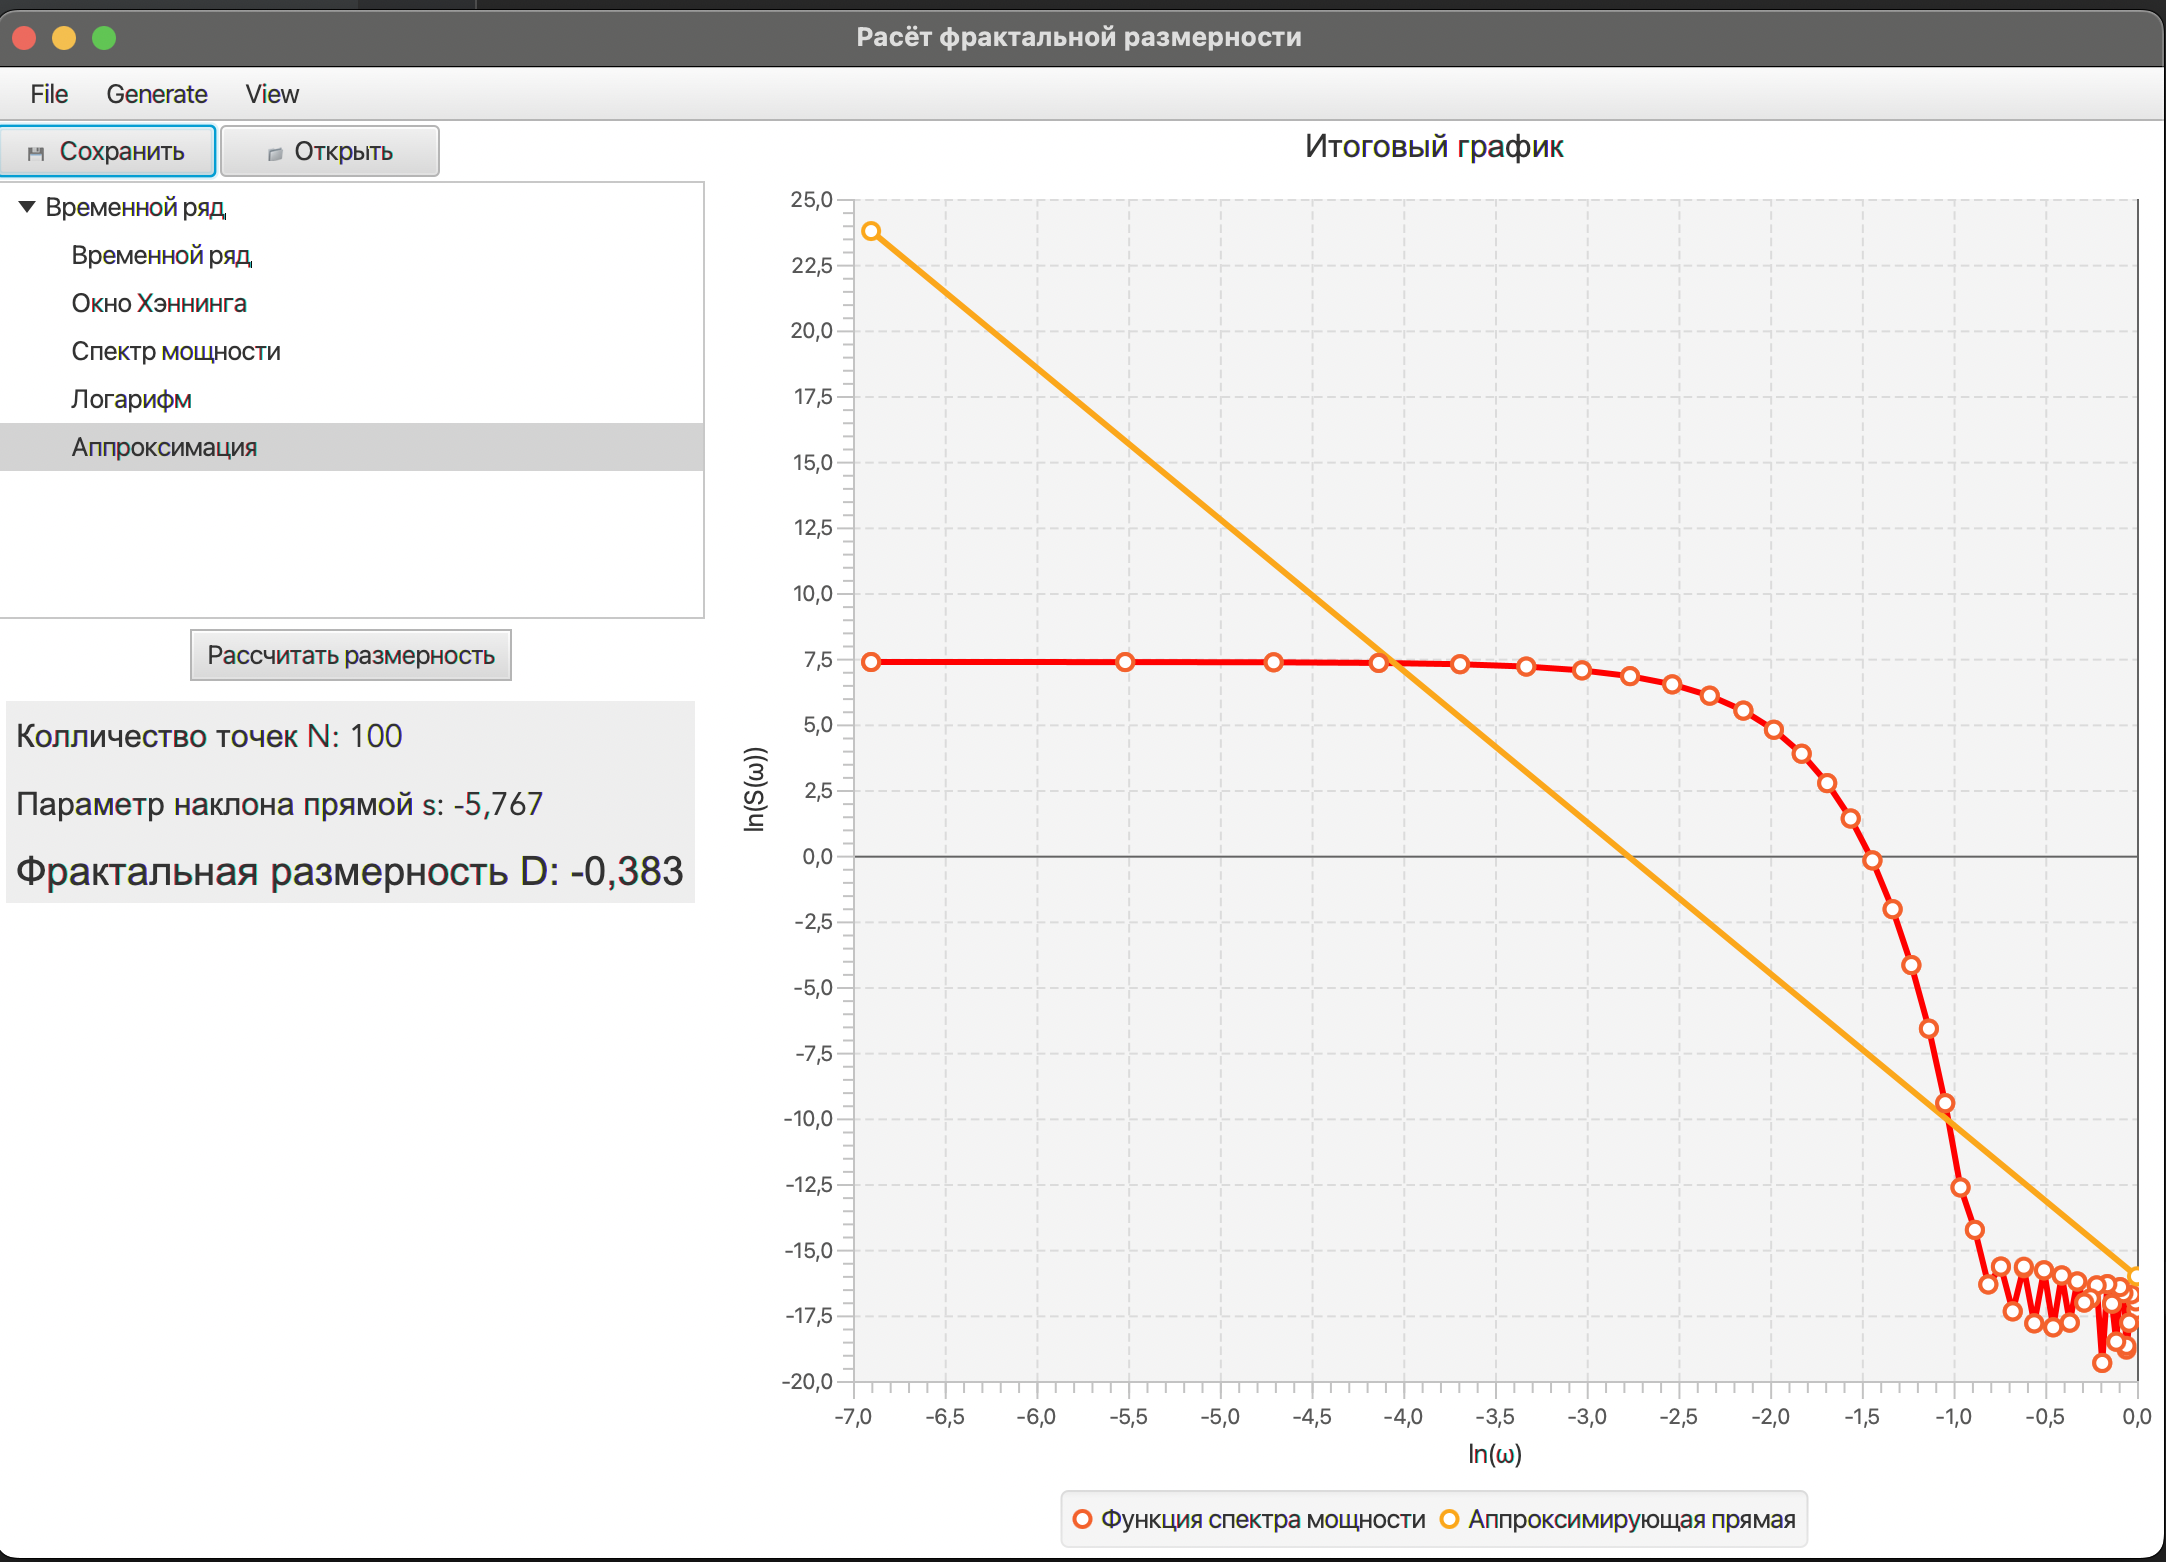 Расёт фрактальной размерности
File Generate View
Сохранить Открыть
Временной ряд
Временной ряд
Окно Хэннинга
Спектр мощности
Логарифм
Аппроксимация
Рассчитать размерность
Колличество точек N: 100
Параметр наклона прямой s: -5,767
Фрактальная размерность D: -0,383
Итоговый график
25,0
22,5
20,0
17,5
15,0
12,5
10,0
7,5
5,0
2,5
0,0
-2,5
-5,0
-7,5
-10,0
-12,5
-15,0
-17,5
-20,0
ln(S(ω))
-7,0 -6,5 -6,0 -5,5 -5,0 -4,5 -4,0 -3,5 -3,0 -2,5 -2,0 -1,5 -1,0 -0,5 0,0
ln(ω)
Функция спектра мощности Аппроксимирующая прямая